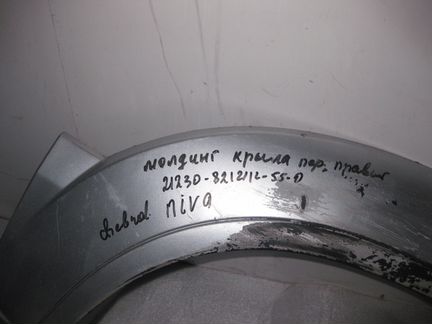 молдинг крыла пер. правый
21230-8212112-55-0
Chevrol niva